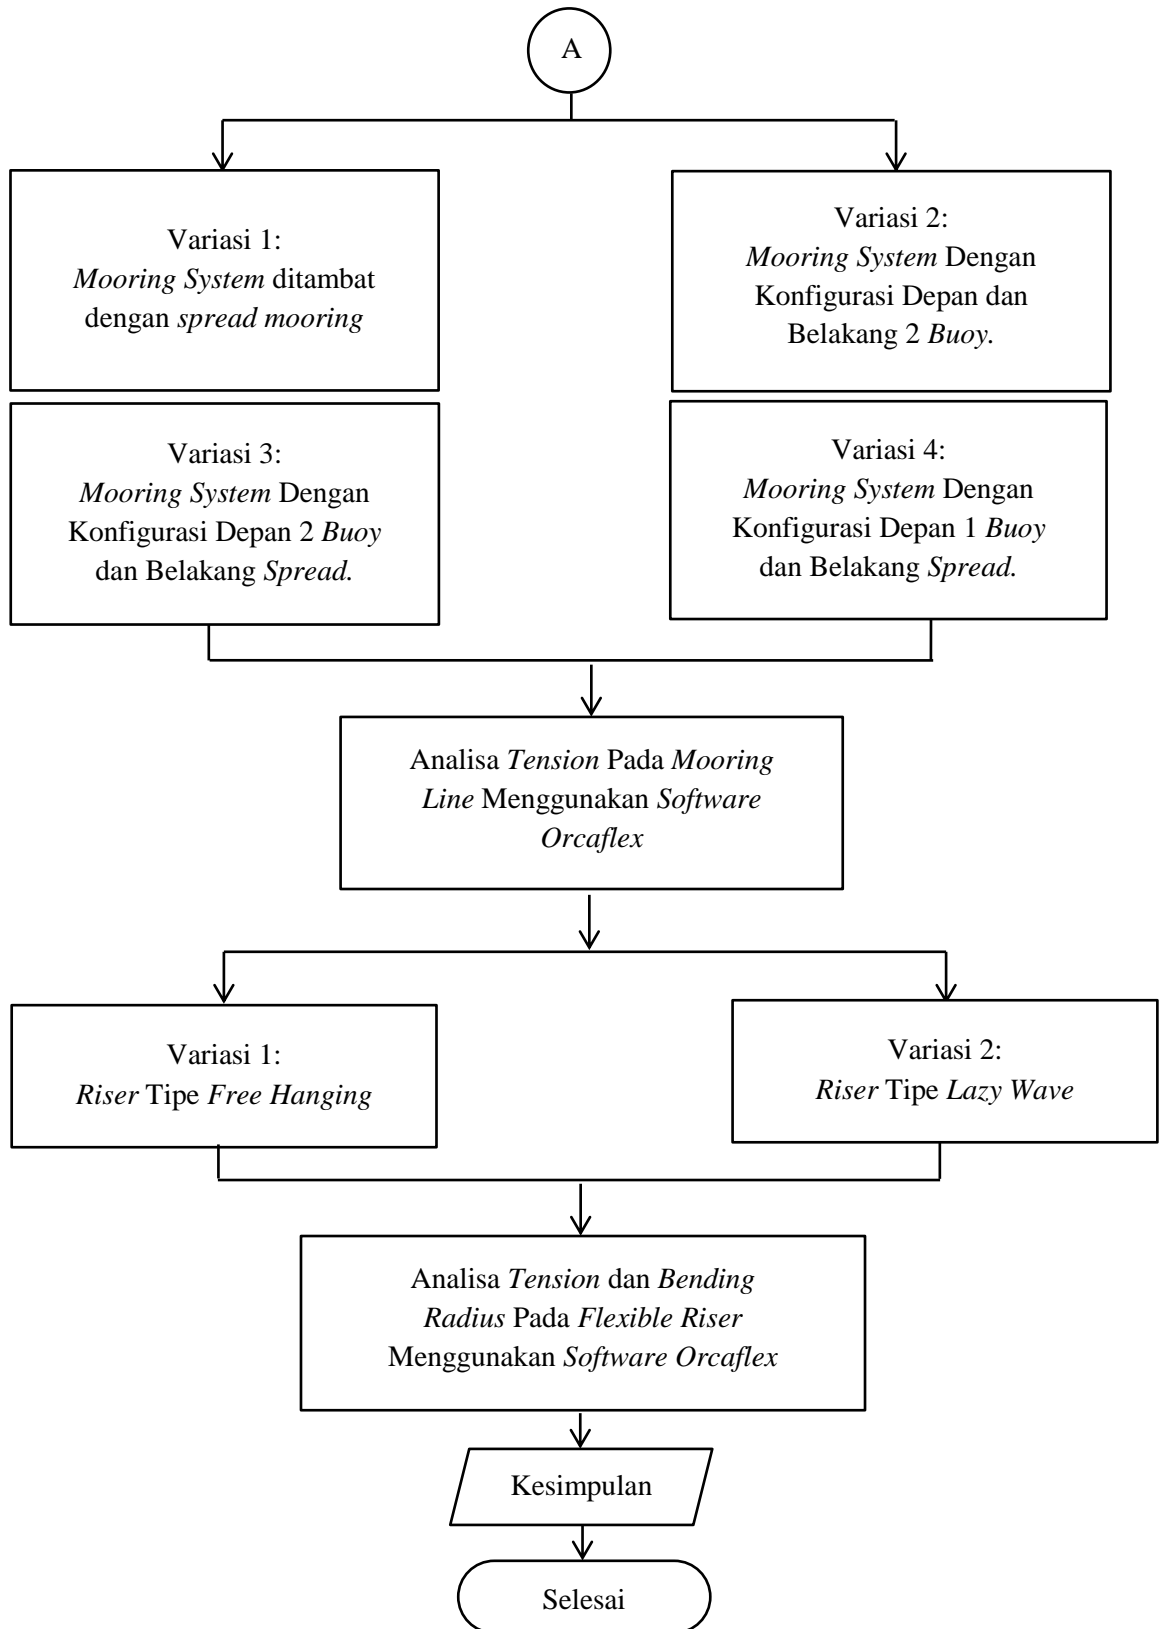 A
Variasi 1:
Mooring System ditambat
dengan spread mooring
Variasi 2:
Mooring System Dengan
Konfigurasi Depan dan
Belakang 2 Buoy.
Variasi 3:
Mooring System Dengan
Konfigurasi Depan 2 Buoy
dan Belakang Spread.
Variasi 4:
Mooring System Dengan
Konfigurasi Depan 1 Buoy
dan Belakang Spread.
Analisa Tension Pada Mooring
Line Menggunakan Software
Orcaflex
Variasi 1:
Riser Tipe Free Hanging
Variasi 2:
Riser Tipe Lazy Wave
Analisa Tension dan Bending
Radius Pada Flexible Riser
Menggunakan Software Orcaflex
Kesimpulan
Selesai